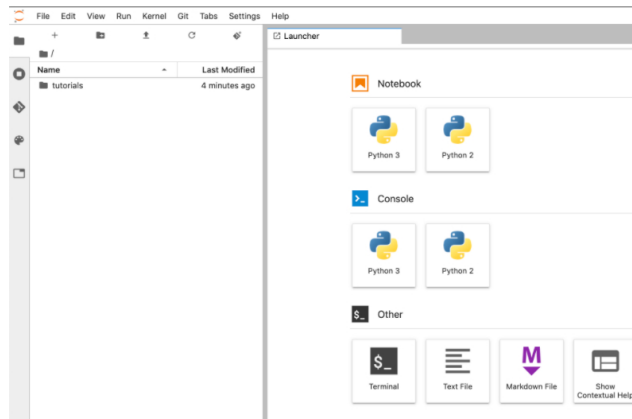 File Edit View Run Kernel Git Tabs Settings Help
/
Name Last Modified
tutorials 4 minutes ago
Launcher
Notebook
Python 3 Python 2
Console
Python 3 Python 2
$_ Other
$_
M
Terminal Text File Markdown File Show
Contextual Help